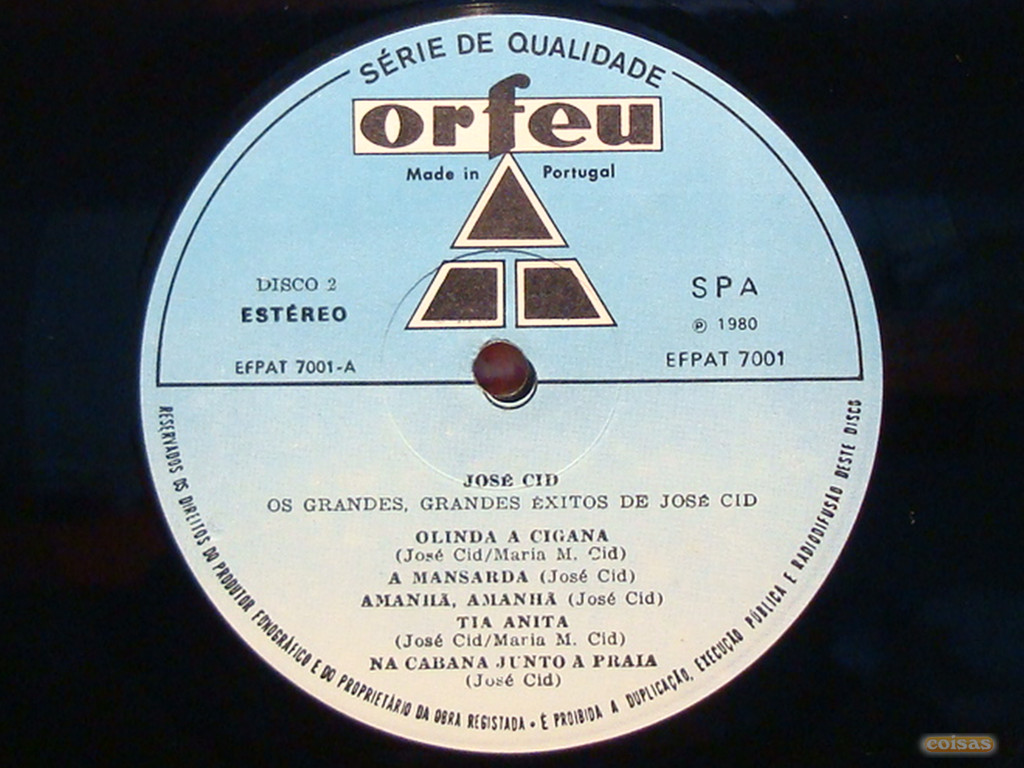 SÉRIE DE QUALIDADE
orfeu
Made in Portugal
DISCO 2
ESTÉREO
EFPAT 7001-A
SPA
℗ 1980
EFPAT 7001
JOSÉ CID
OS GRANDES, GRANDES ÊXITOS DE JOSÉ CID
OLINDA A CIGANA
(José Cid/Maria M. Cid)
A MANSARDA (José Cid)
AMANHÃ, AMANHÃ (José Cid)
TIA ANITA
(José Cid/Maria M. Cid)
NA CABANA JUNTO A PRAIA
(José Cid)
RESERVADOS OS DIREITOS DO PRODUTOR FONOGRÁFICO E DO PROPRIETÁRIO DA OBRA REGISTADA • É PROIBIDA A DUPLICAÇÃO, EXECUÇÃO PÚBLICA E RADIODIFUSÃO DESTE DISCO
coisas